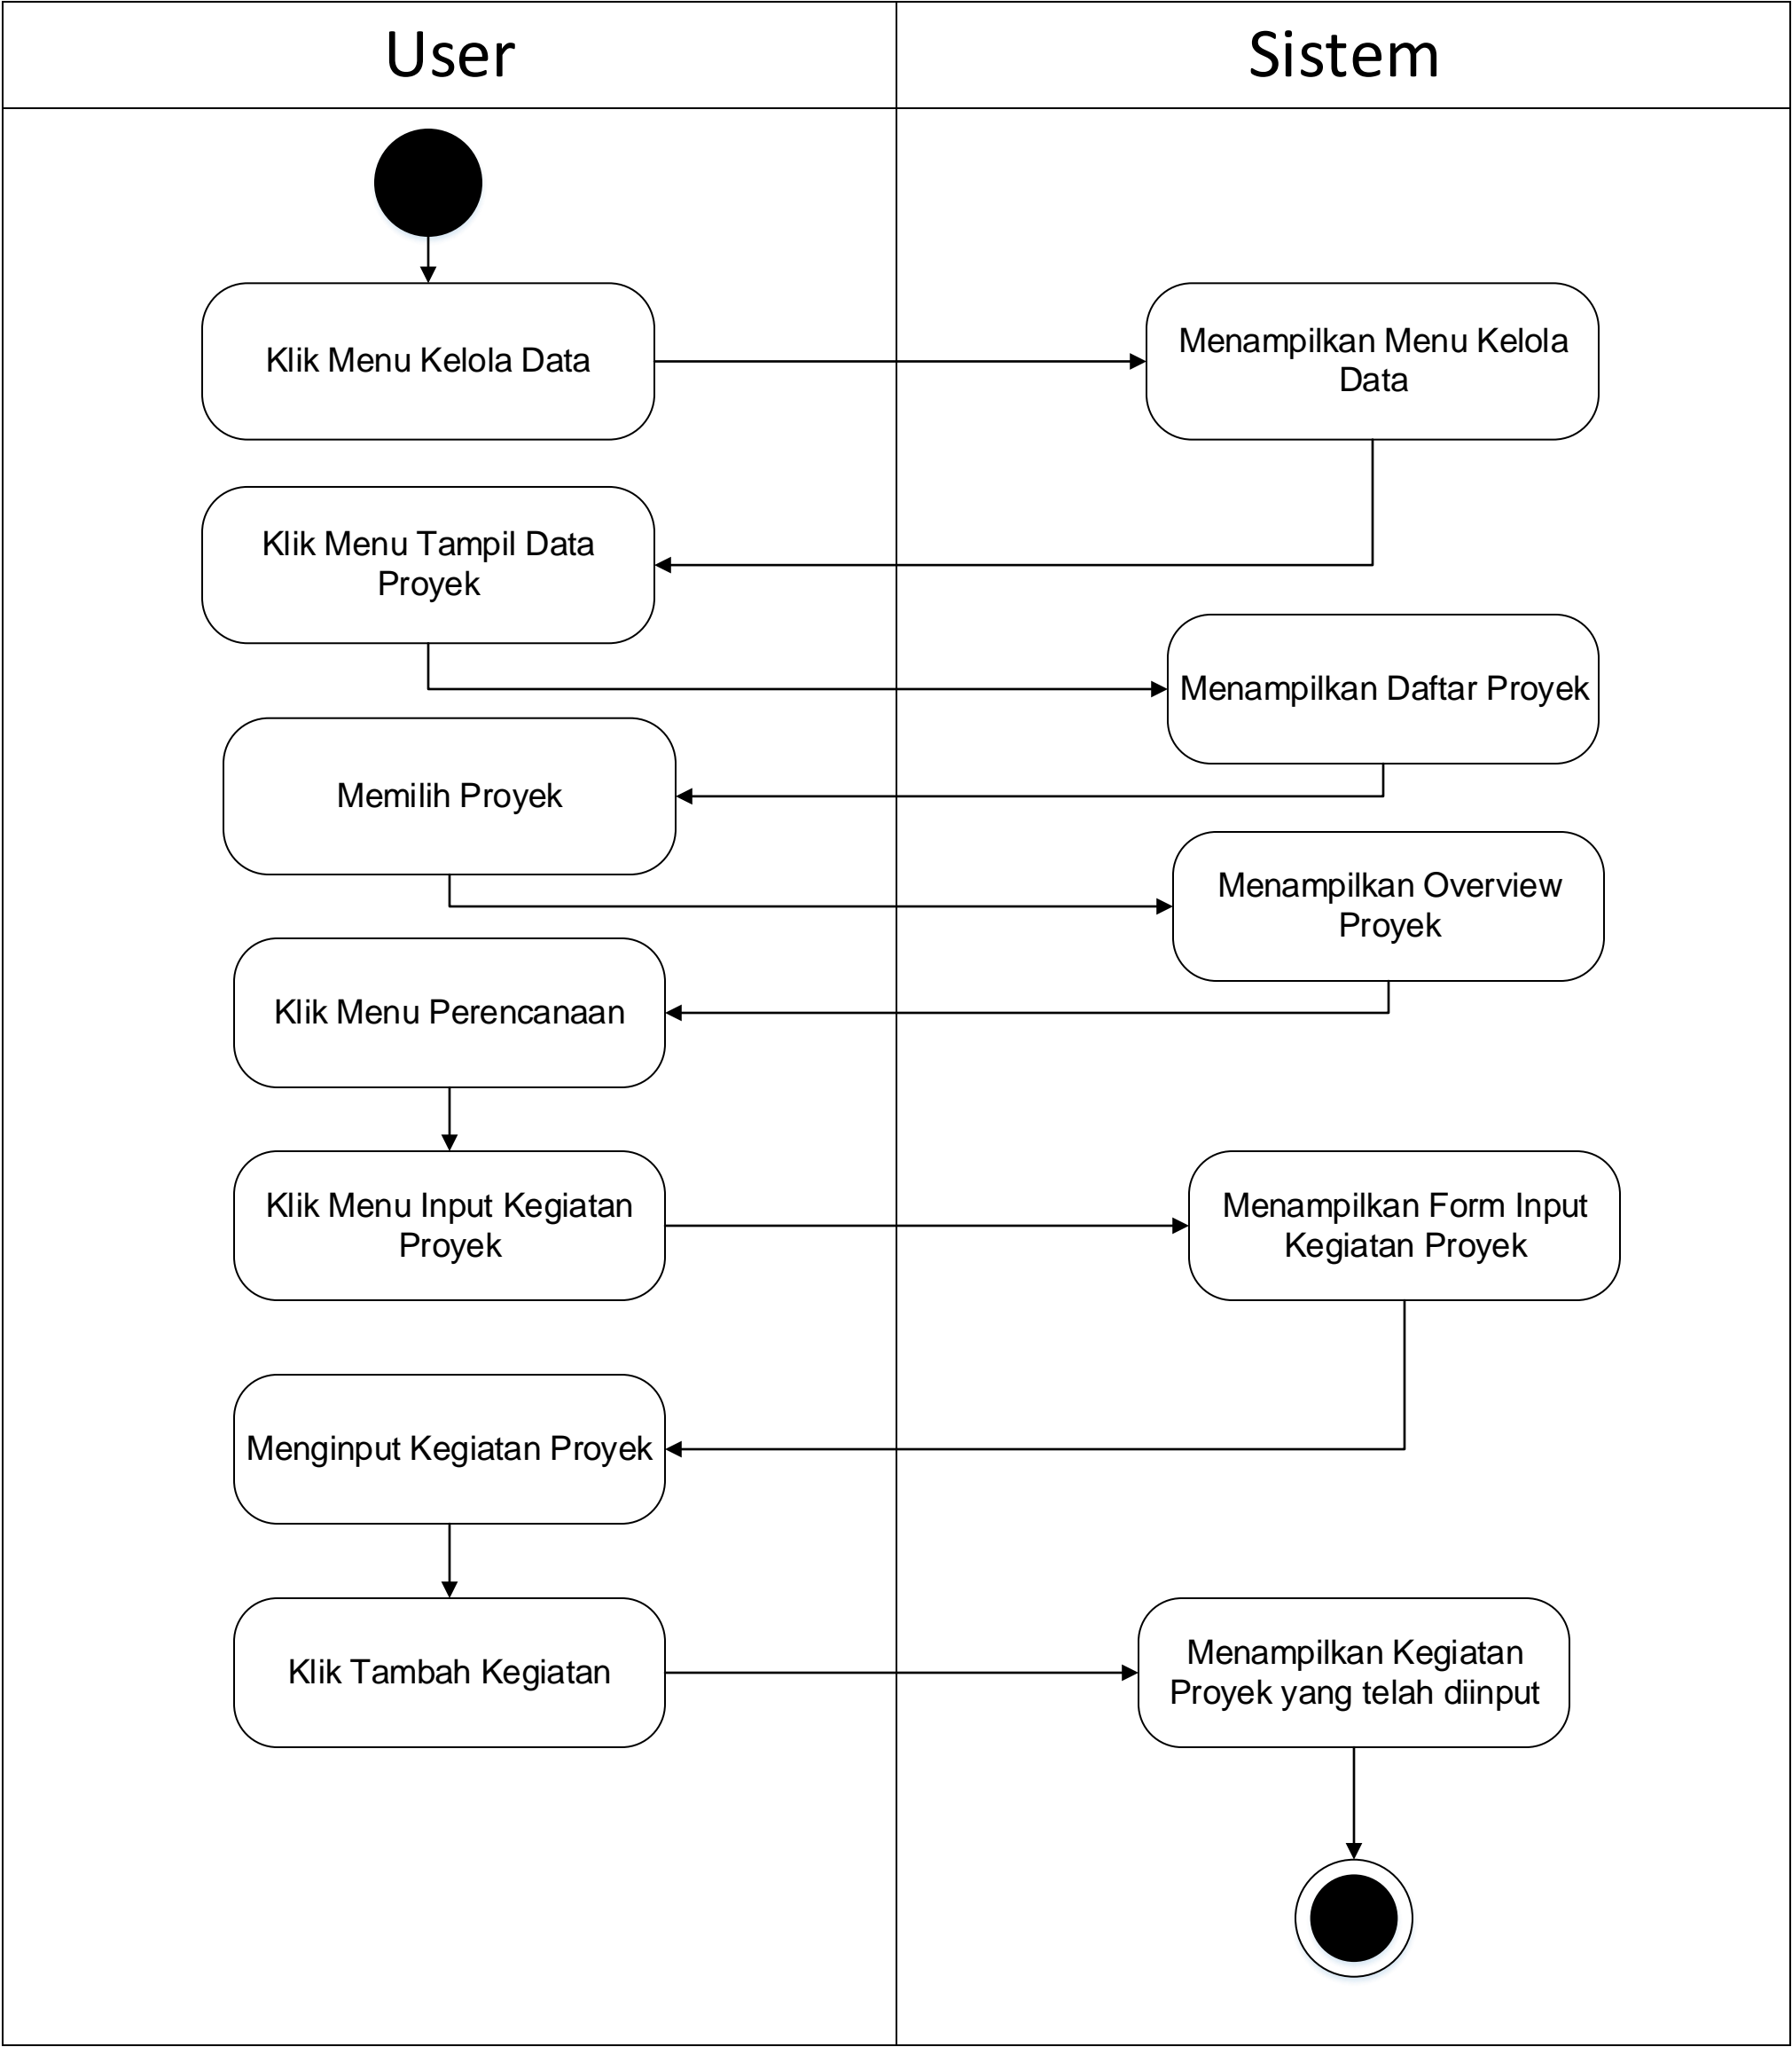 User
Sistem
Klik Menu Kelola Data
Menampilkan Menu Kelola
Data
Klik Menu Tampil Data
Proyek
Menampilkan Daftar Proyek
Memilih Proyek
Menampilkan Overview
Proyek
Klik Menu Perencanaan
Klik Menu Input Kegiatan
Proyek
Menampilkan Form Input
Kegiatan Proyek
Menginput Kegiatan Proyek
Klik Tambah Kegiatan
Menampilkan Kegiatan
Proyek yang telah diinput